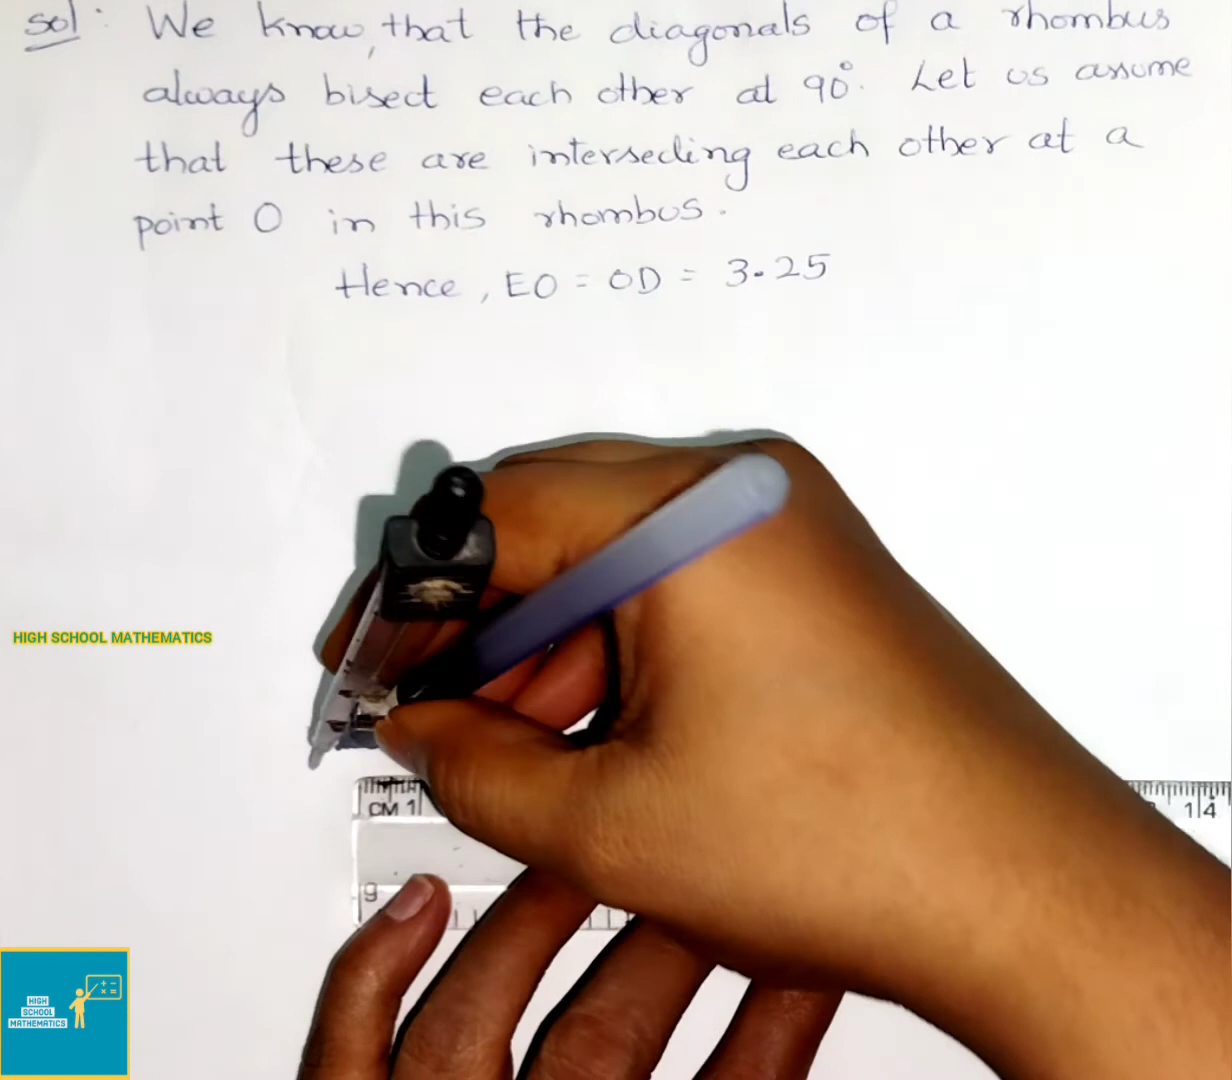 Sol: We know, that the diagonals of a rhombus
always bisect each other at 90°. Let us assume
that these are intersecting each other at a
point O in this rhombus.
Hence, EO = OD = 3.25
HIGH SCHOOL MATHEMATICS
CM 1
14
9
HIGH
SCHOOL
MATHEMATICS